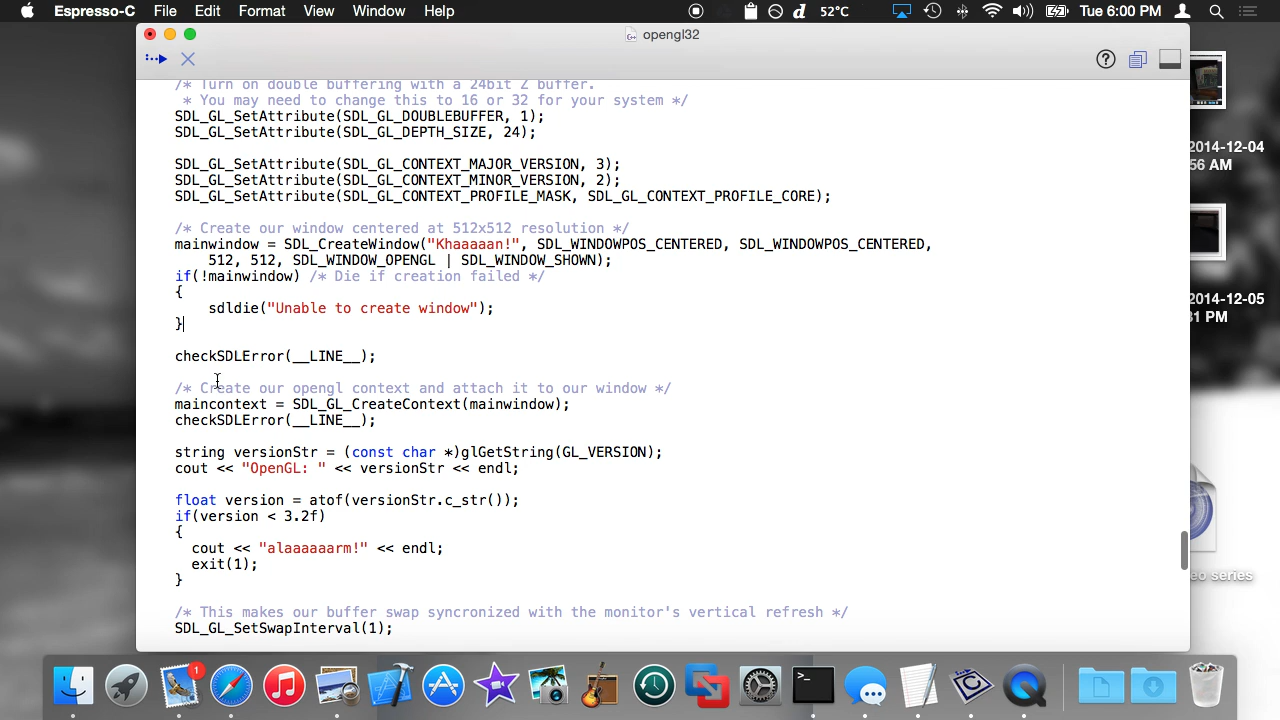 Espresso-C File Edit Format View Window Help 52°C Tue 6:00 PM
opengl32
/* Turn on double buffering with a 24bit Z buffer.
 * You may need to change this to 16 or 32 for your system */
SDL_GL_SetAttribute(SDL_GL_DOUBLEBUFFER, 1);
SDL_GL_SetAttribute(SDL_GL_DEPTH_SIZE, 24);
SDL_GL_SetAttribute(SDL_GL_CONTEXT_MAJOR_VERSION, 3);
SDL_GL_SetAttribute(SDL_GL_CONTEXT_MINOR_VERSION, 2);
SDL_GL_SetAttribute(SDL_GL_CONTEXT_PROFILE_MASK, SDL_GL_CONTEXT_PROFILE_CORE);
/* Create our window centered at 512x512 resolution */
mainwindow = SDL_CreateWindow("Khaaaaan!", SDL_WINDOWPOS_CENTERED, SDL_WINDOWPOS_CENTERED,
    512, 512, SDL_WINDOW_OPENGL | SDL_WINDOW_SHOWN);
if(!mainwindow) /* Die if creation failed */
{
    sdldie("Unable to create window");
}
checkSDLError(__LINE__);
/* Create our opengl context and attach it to our window */
maincontext = SDL_GL_CreateContext(mainwindow);
checkSDLError(__LINE__);
string versionStr = (const char *)glGetString(GL_VERSION);
cout << "OpenGL: " << versionStr << endl;
float version = atof(versionStr.c_str());
if(version < 3.2f)
{
  cout << "alaaaaaarm!" << endl;
  exit(1);
}
/* This makes our buffer swap syncronized with the monitor's vertical refresh */
SDL_GL_SetSwapInterval(1);
2014-12-04
56 AM
2014-12-05
31 PM
eo series
1